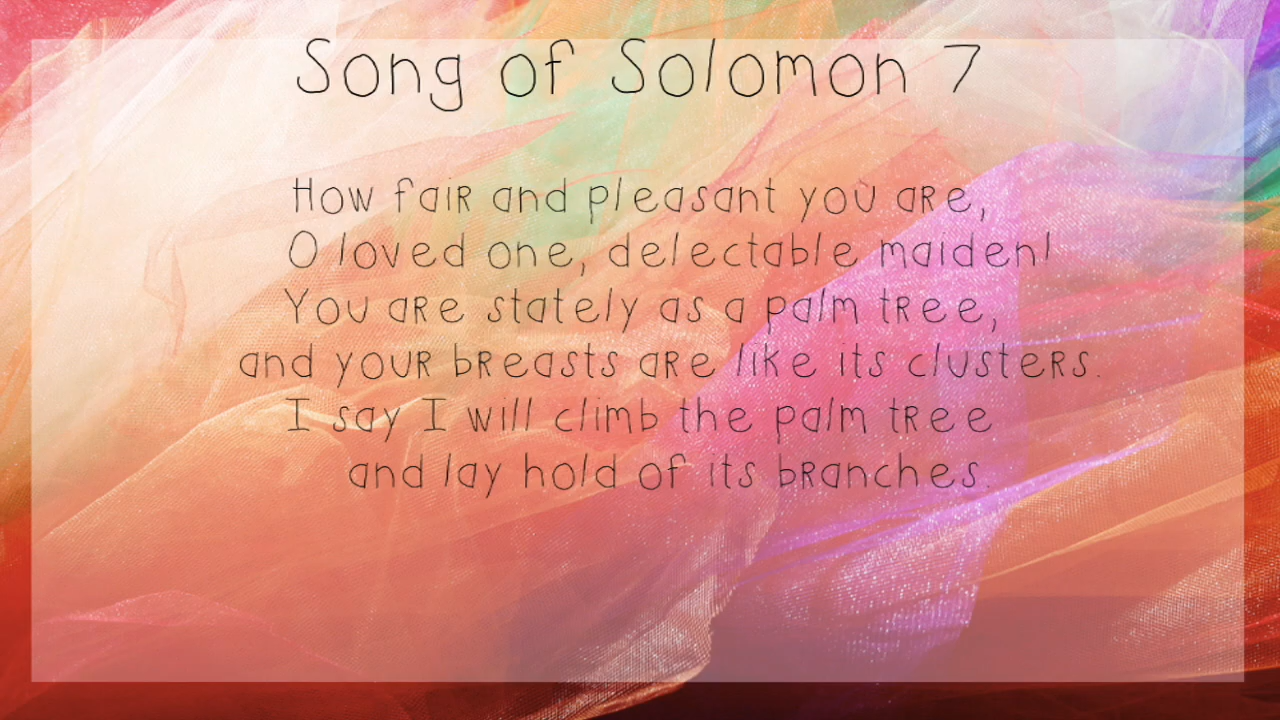 Song of Solomon 7
How fair and pleasant you are,
O loved one, delectable maiden!
You are stately as a palm tree,
and your breasts are like its clusters.
I say I will climb the palm tree
and lay hold of its branches.